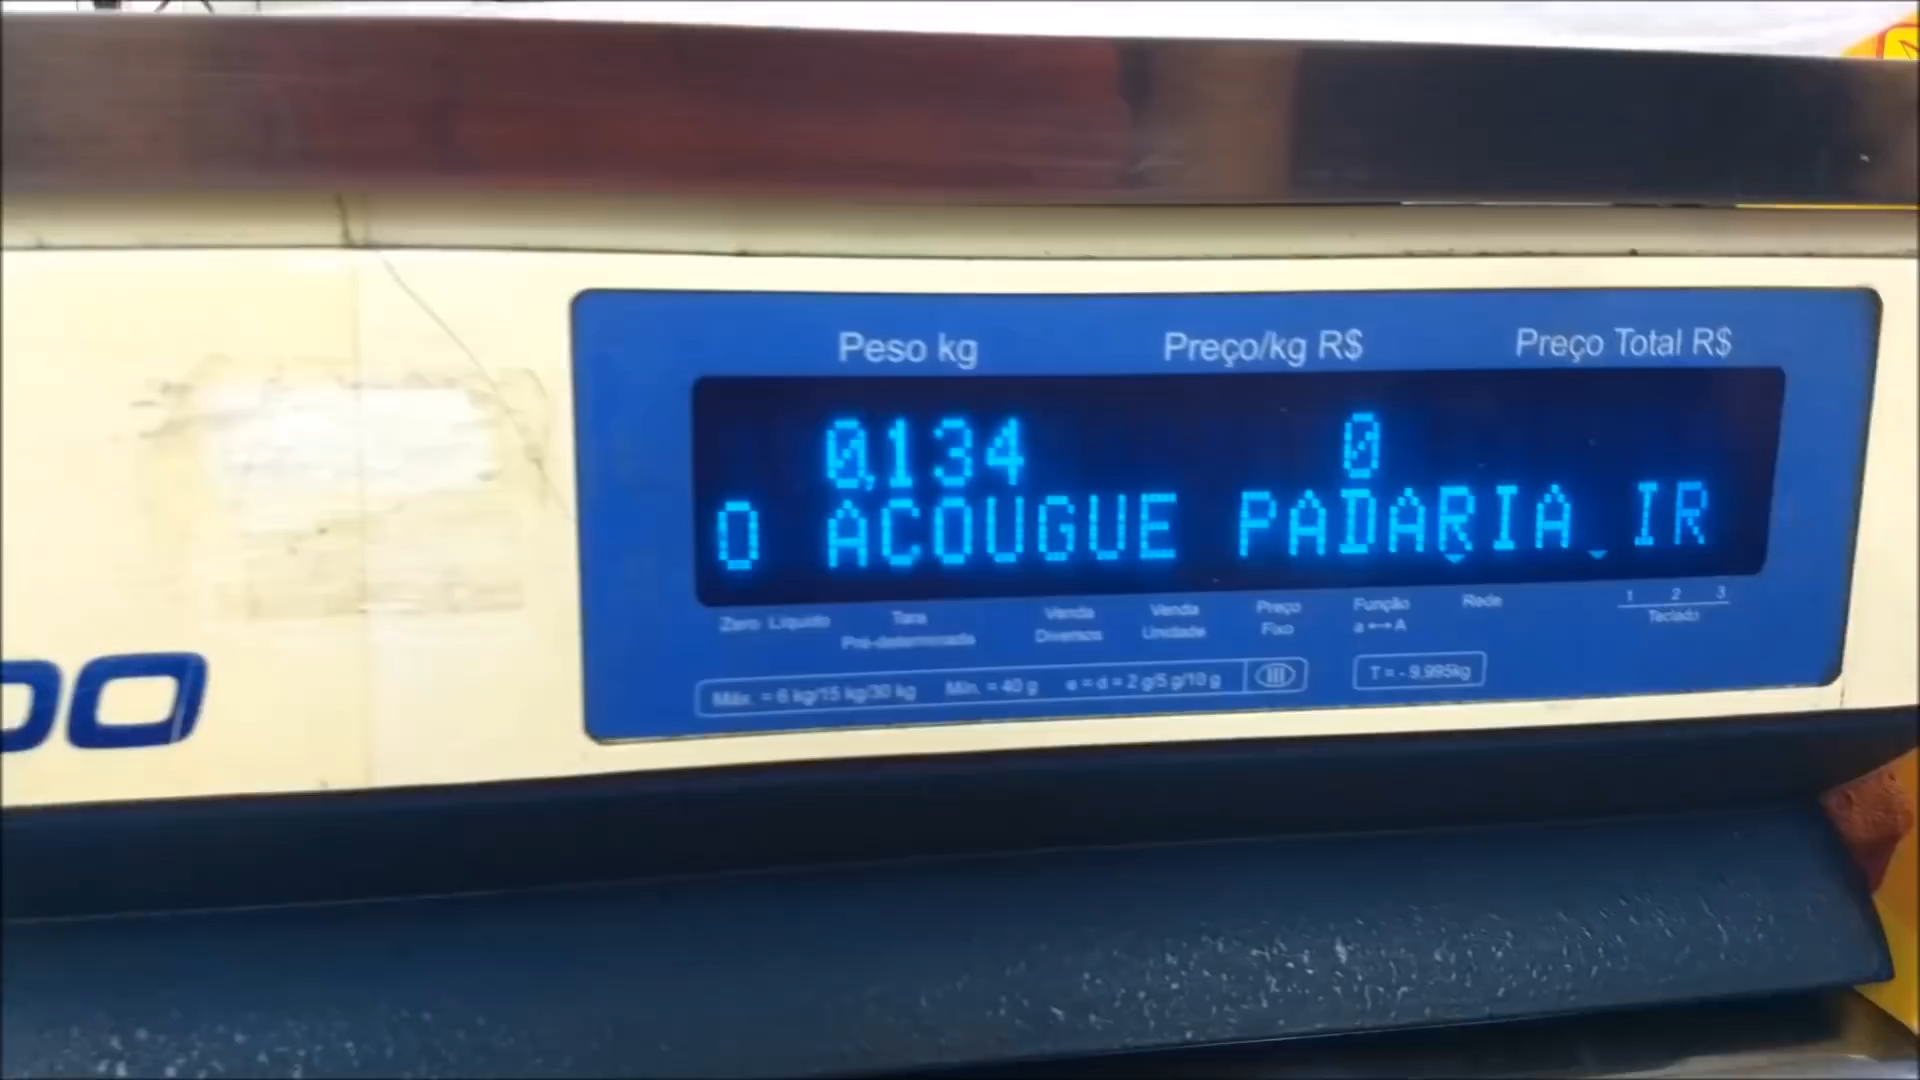 Peso kg Preço/kg R$ Preço Total R$
0,134 0
O ACOUGUE PADARIA IR
Zero Líquido Tara Pré-determinada Venda Diversos Venda Unidade Preço Fixo Função a↔A Rede 1 2 3 Teclado
Máx. = 6 kg/15 kg/30 kg Mín. = 40 g e = d = 2 g/5 g/10 g III T = - 9,995kg
00